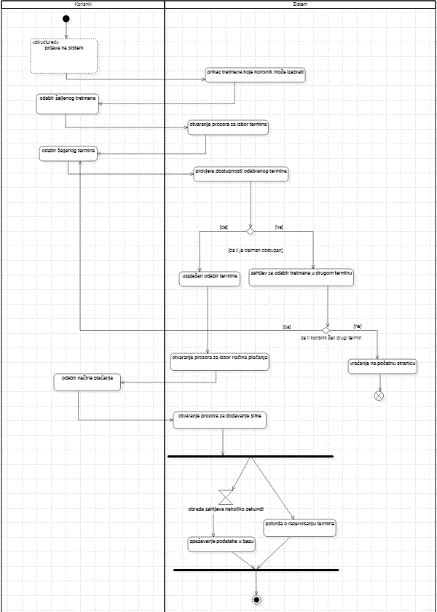 Korisnik
Sistem
«structured»
prijava na sistem
prikaz tretmana koje korisnik može izabrati
odabir željenog tretmana
otvaranje prozora za izbor termina
odabir željenog termina
provjera dostupnosti odabranog termina
[da]
[ne]
[da li je termin dostupan]
uspješan odabir termina
zahtjev za odabir tretmana u drugom terminu
[da]
[ne]
da li korisnik želi drugi termin
otvaranje prozora za izbor načina plaćanja
vraćanje na početnu stranicu
odabir načina plaćanja
otvaranje prozora za dodavanje slike
obrada zahtjeva nekoliko sekundi
potvrda o rezervisanju termina
spašavanje podataka u bazu